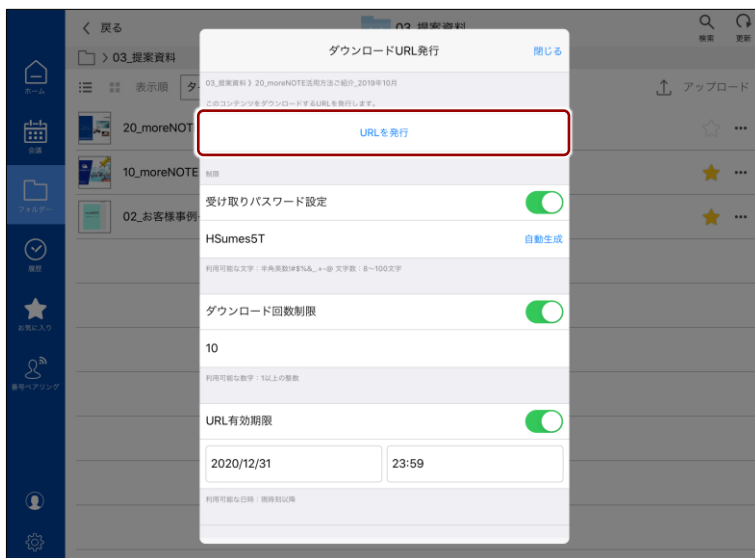 戻る
03_提案資料
検索
更新
03_提案資料
表示順
アップロード
ホーム
会議
フォルダー
履歴
お気に入り
番号ペアリング
20_moreNOT
10_moreNOTE
02_お客様事例
ダウンロードURL発行
閉じる
03_提案資料 》 20_moreNOTE活用方法ご紹介_2019年10月
このコンテンツをダウンロードするURLを発行します。
URLを発行
制限
受け取りパスワード設定
HSumes5T
自動生成
利用可能な文字：半角英数!#$%&_+-@ 文字数：8〜100文字
ダウンロード回数制限
10
利用可能な数字：1以上の整数
URL有効期限
2020/12/31
23:59
利用可能な日時：現時刻以降